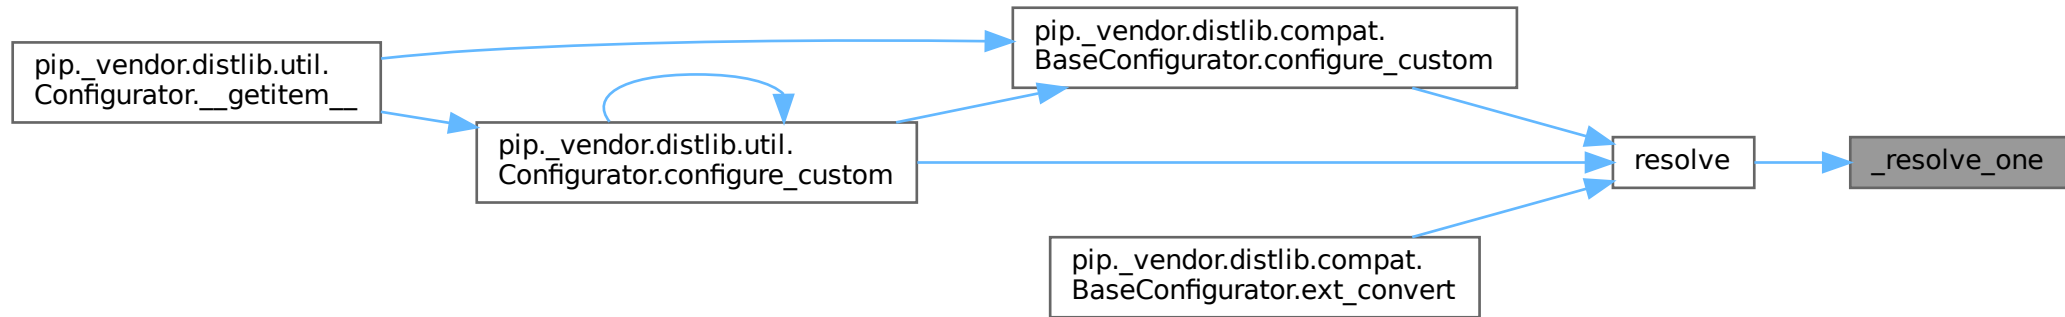 pip._vendor.distlib.util.
Configurator.__getitem__
pip._vendor.distlib.util.
Configurator.configure_custom
pip._vendor.distlib.compat.
BaseConfigurator.configure_custom
pip._vendor.distlib.compat.
BaseConfigurator.ext_convert
resolve
_resolve_one